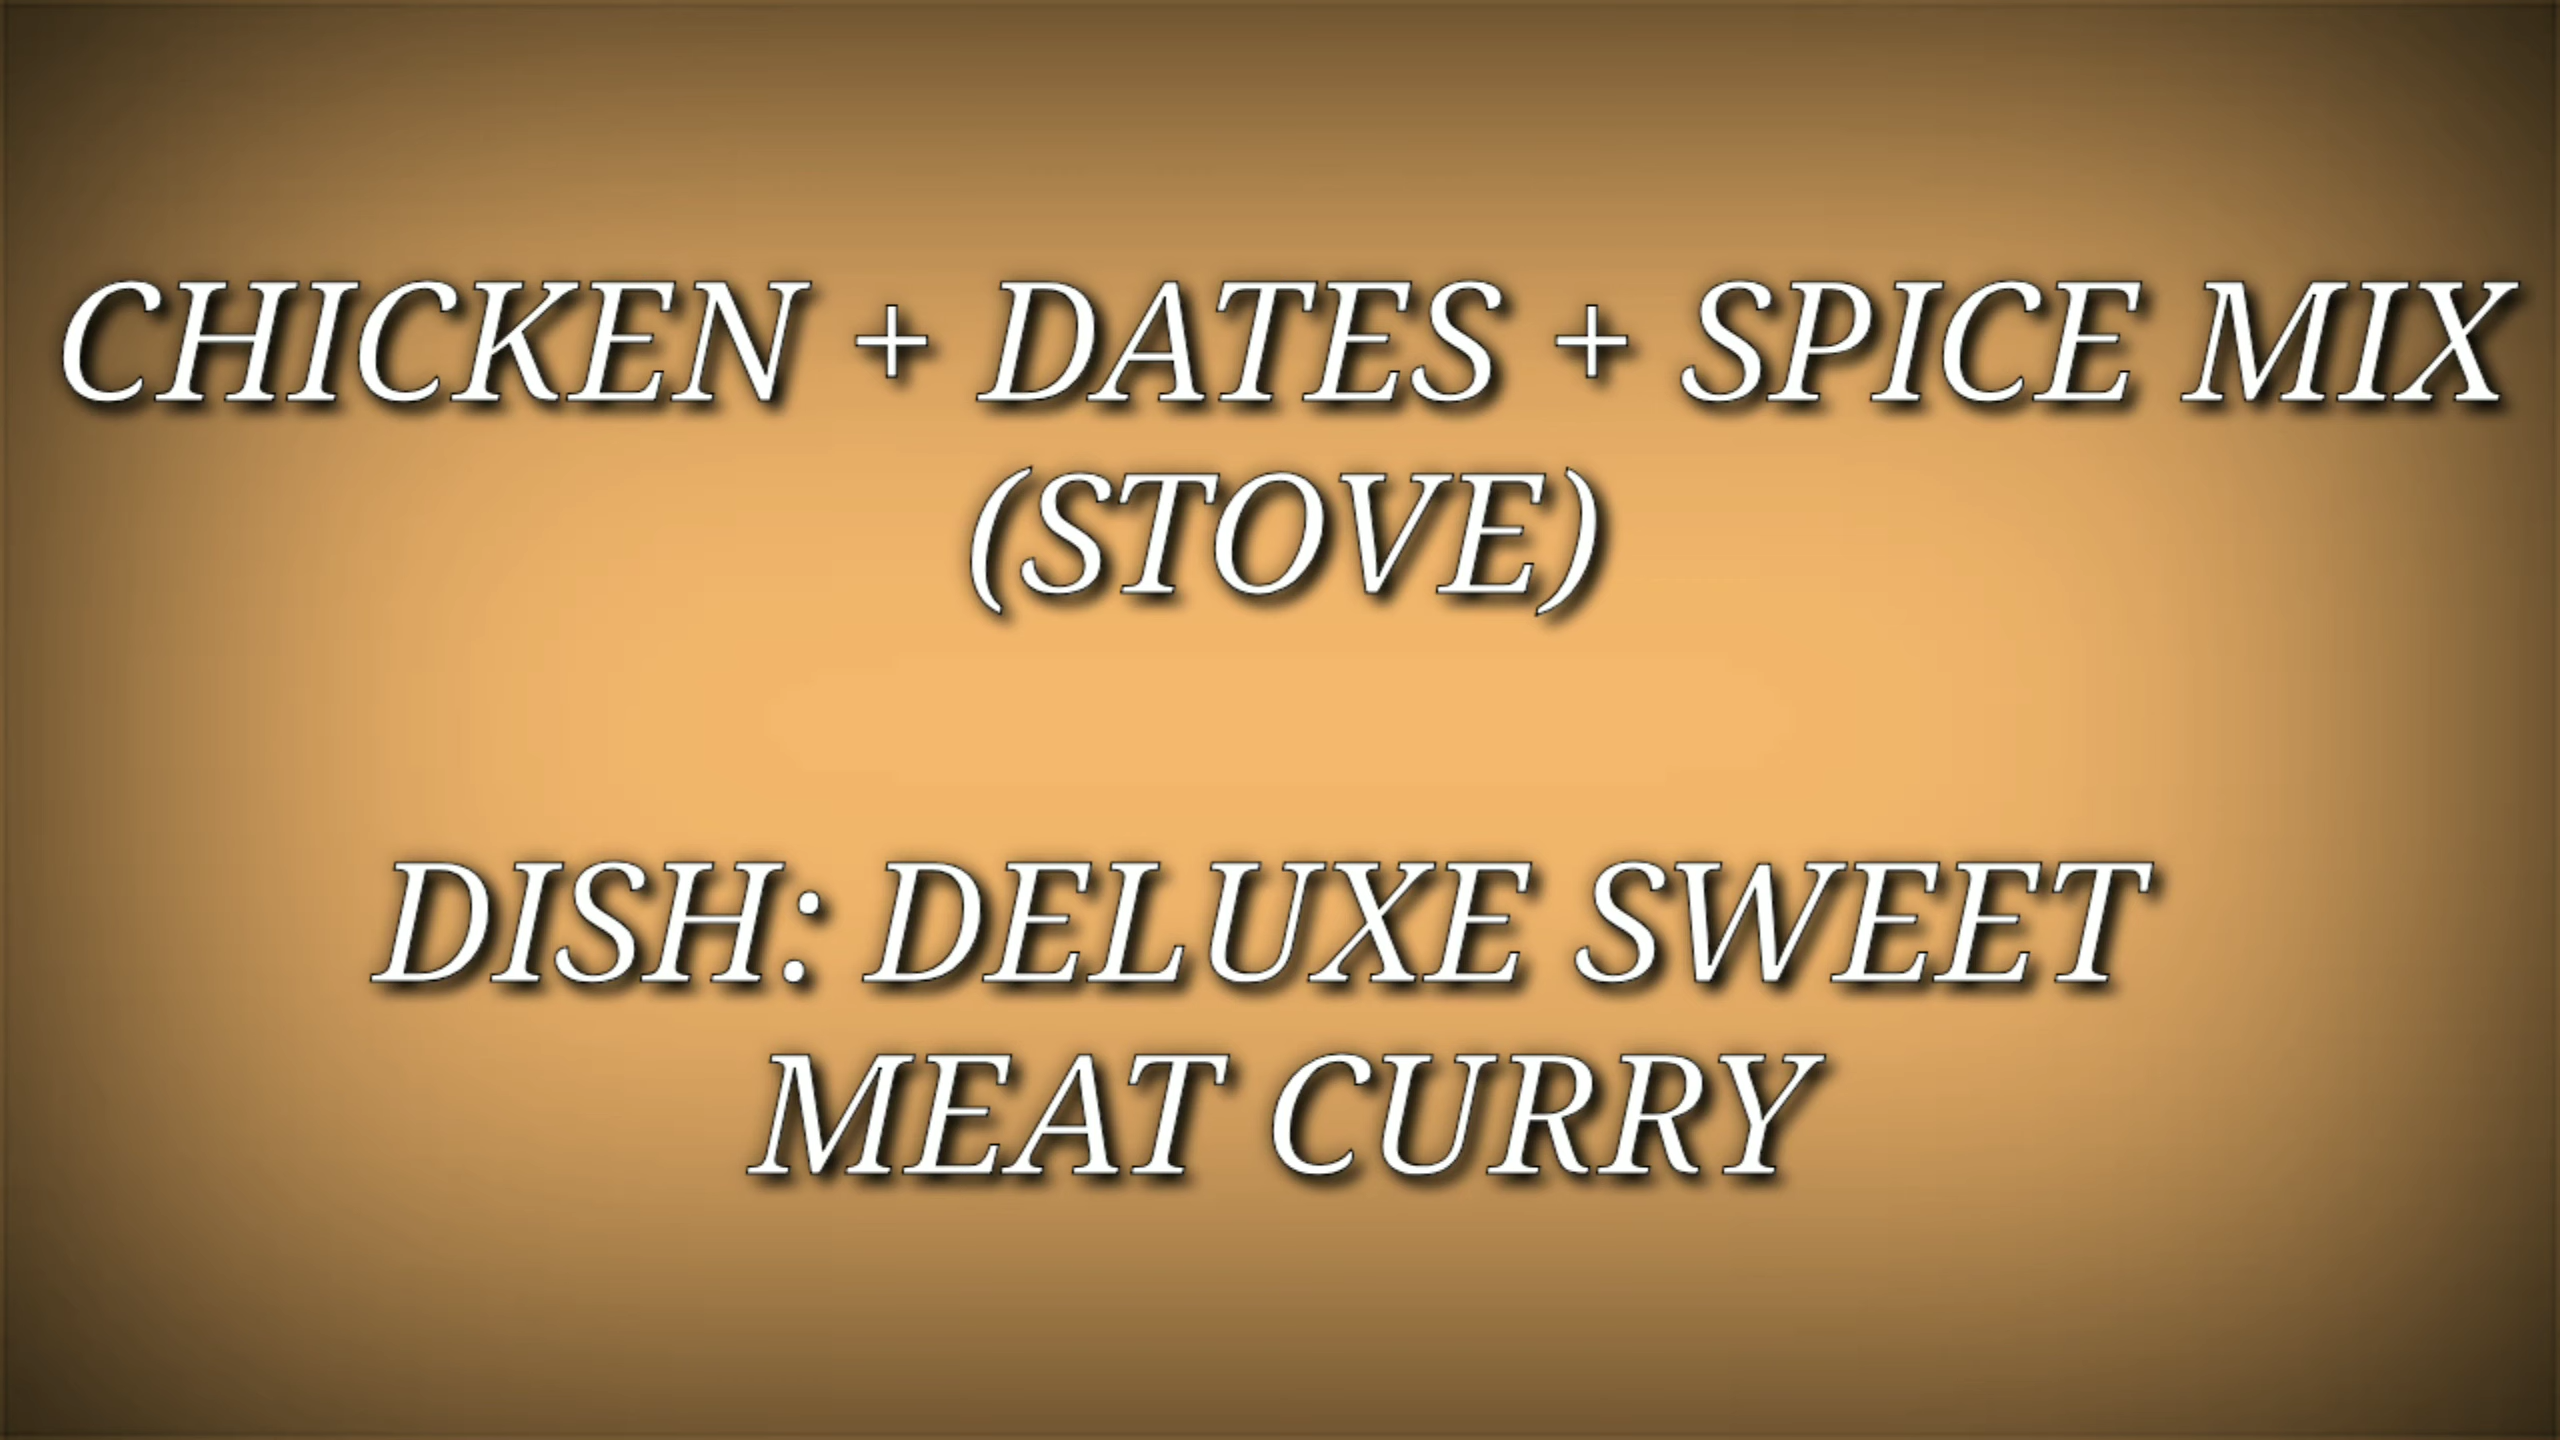 CHICKEN + DATES + SPICE MIX
(STOVE)
DISH: DELUXE SWEET
MEAT CURRY